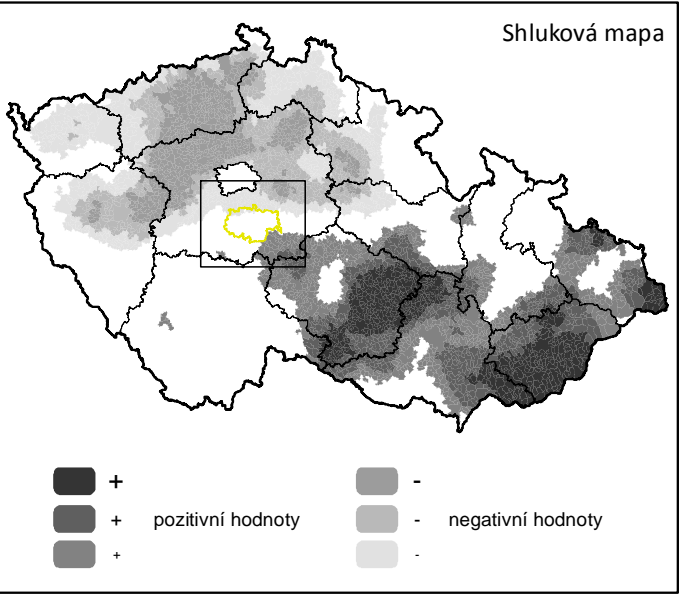 Shluková mapa
+ -
+ pozitivní hodnoty - negativní hodnoty
+ -